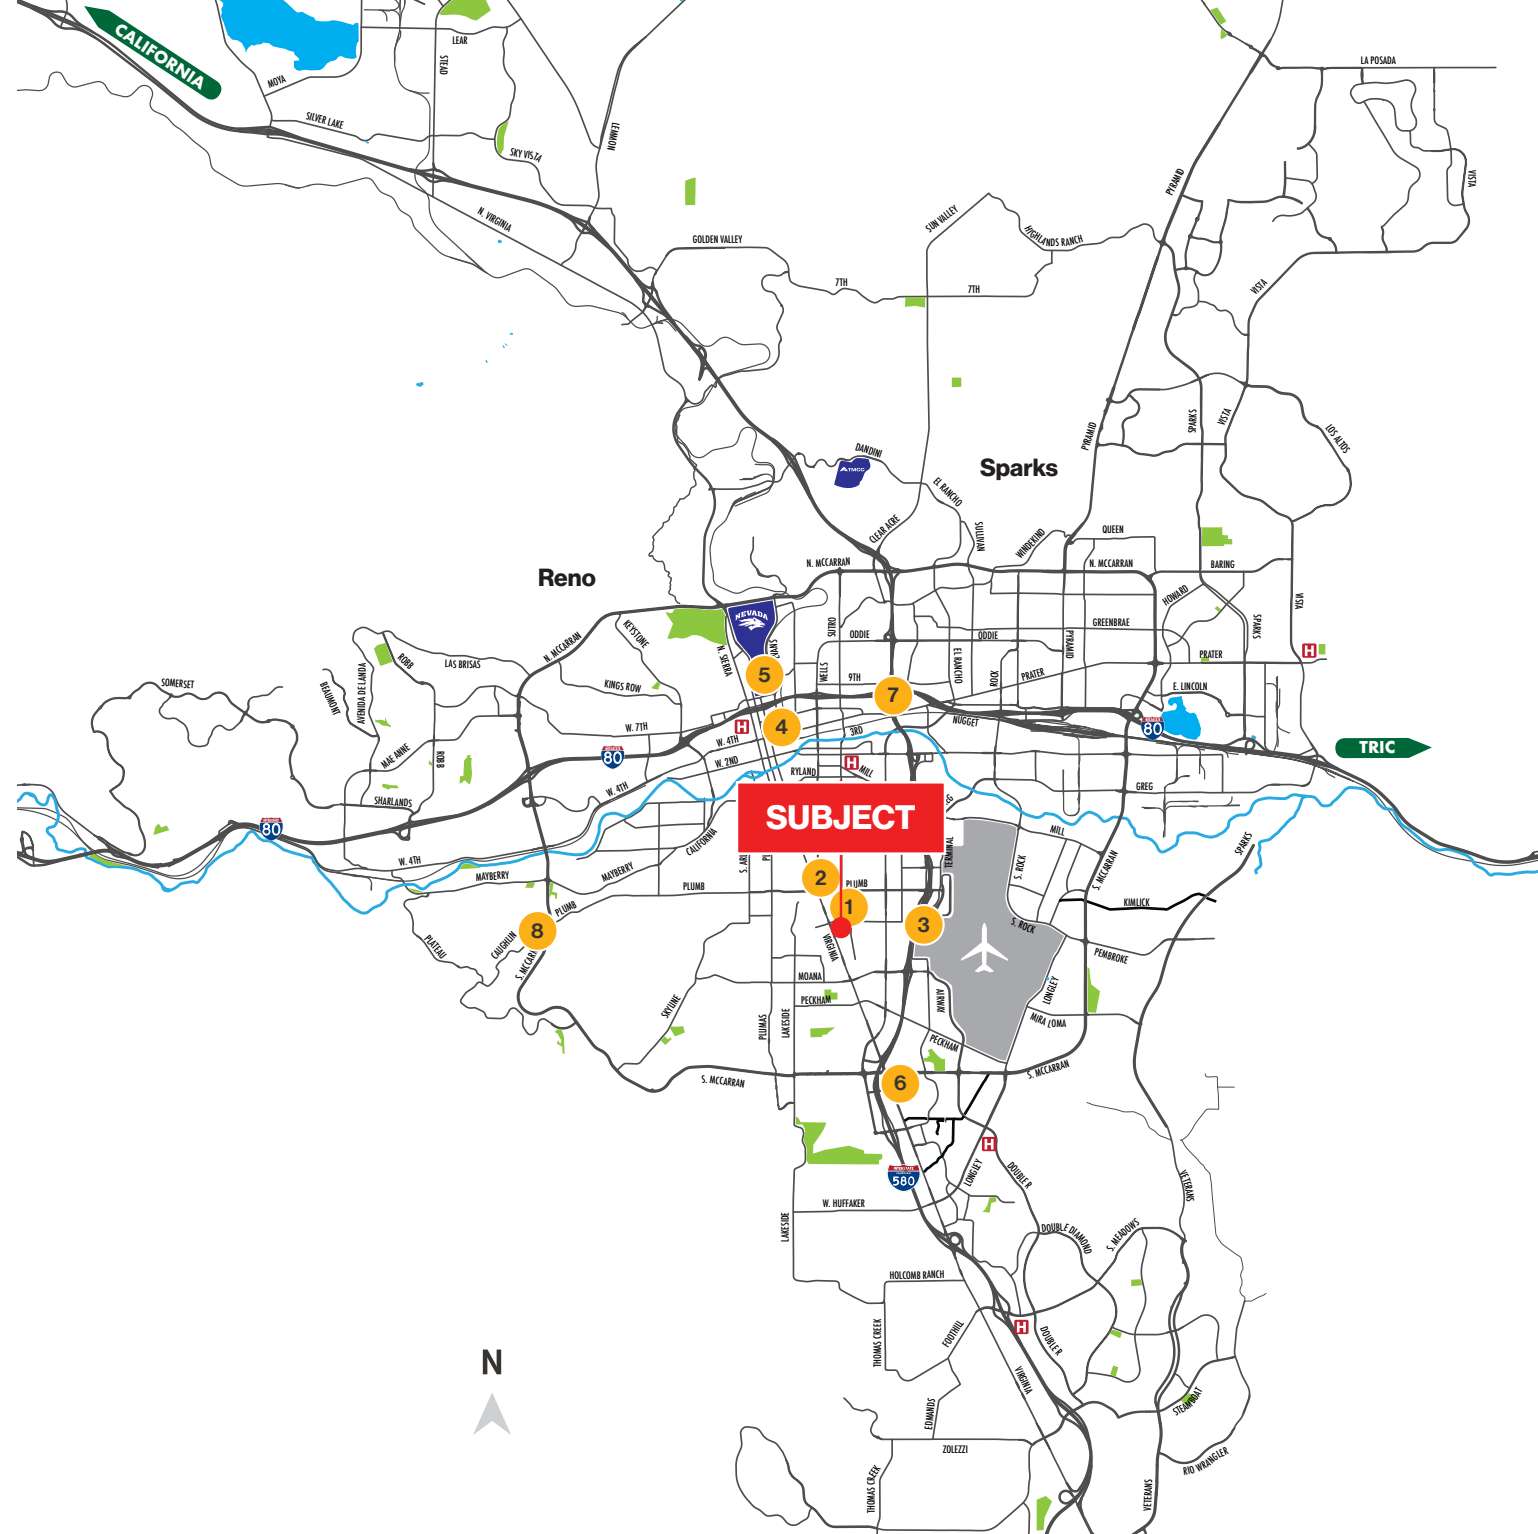 CALIFORNIA
LEAR
STEAD
MOYA
SILVER LAKE
SKY VISTA
LEMMON
LA POSADA
PYRAMID
VISTA
N. VIRGINIA
GOLDEN VALLEY
SUN VALLEY
HIGHLANDS RANCH
7TH
7TH
VISTA
PYRAMID
SPARKS
VISTA
LOS ALTOS
DANDINI
TMCC
Sparks
EL RANCHO
CLEAR ACRE
SULLIVAN
WINDEKIND
QUEEN
N. MCCARRAN
N. MCCARRAN
BARING
Reno
NEVADA
HOWARD
VISTA
KEYSTONE
N. MCCARRAN
N. SIERRA
EVANS
SUTRO
ODDIE
ODDIE
GREENBRAE
PYRAMID
SPARKS
PRATER
H
ROBB
LAS BRISAS
AVENIDA DE LANDA
BEAUMONT
SOMERSET
KINGS ROW
5
WELLS
9TH
7
EL RANCHO
ROCK
PRATER
E. LINCOLN
W. 7TH
H
4
3RD
NUGGET
80
TRIC
MAE ANNE
ROBB
80
W. 4TH
W. 2ND
RYLAND
H
MILL
W. 4TH
SHARLANDS
GREG
80
SUBJECT
CALIFORNIA
TERMINAL
MILL
S. ROCK
S. MCCARRAN
SPARKS
W. 4TH
MAYBERRY
MAYBERRY
PLUMB
PLUMB
2
PLUMB
1
KIMLICK
PLATEAU
CAUGHLIN
8
S. MCCARRAN
VIRGINIA
3
S. ROCK
PEMBROKE
MOANA
PECKHAM
SKYLINE
PLUMAS
LAKESIDE
AIRWAY
LONGLEY
MIRA LOMA
PECKHAM
S. MCCARRAN
6
S. MCCARRAN
H
LONGLEY
DOUBLE R
580
VETERANS
W. HUFFAKER
LAKESIDE
DOUBLE DIAMOND
S. MEADOWS
HOLCOMB RANCH
THOMAS CREEK
FOOTHILL
H
DOUBLE R
VIRGINIA
N
EDMANDS
STEAMBOAT
ZOLEZZI
RIO WRANGLER
THOMAS CREEK
VETERANS